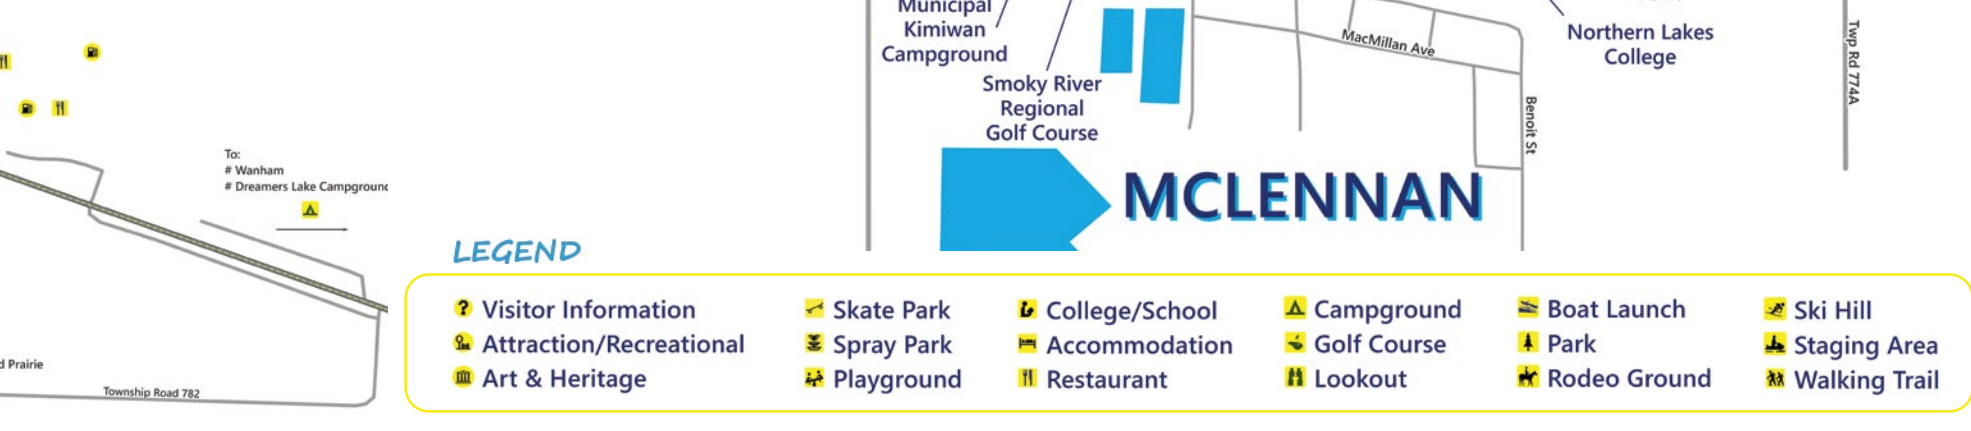 Municipal
Kimiwan
Campground
Smoky River
Regional
Golf Course
MacMillan Ave
Northern Lakes
College
Twp Rd 774A
Benoit St
To:
# Wanham
# Dreamers Lake Campground
MCLENNAN
Prairie
Township Road 782
LEGEND
? Visitor Information
Attraction/Recreational
Art & Heritage
Skate Park
Spray Park
Playground
College/School
Accommodation
Restaurant
Campground
Golf Course
Lookout
Boat Launch
Park
Rodeo Ground
Ski Hill
Staging Area
Walking Trail